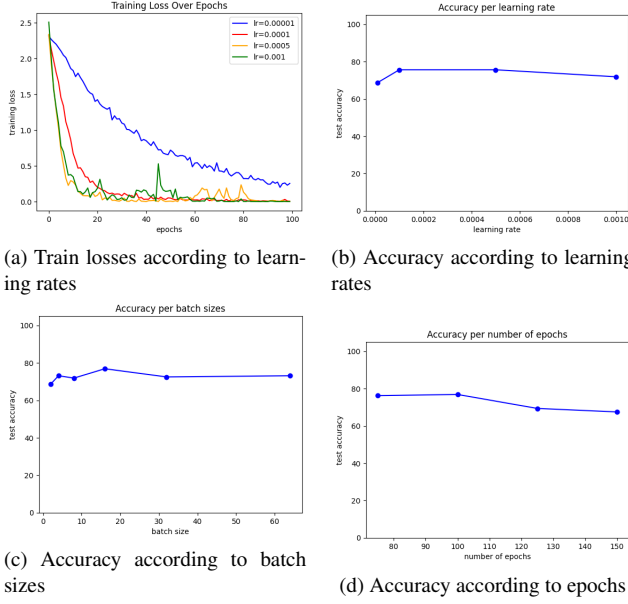 Training Loss Over Epochs
2.5
2.0
1.5
1.0
0.5
0.0
training loss
lr=0.00001
lr=0.0001
lr=0.0005
lr=0.001
0 20 40 60 80 100
epochs
(a) Train losses according to learn-
ing rates
Accuracy per learning rate
100
80
60
40
20
0
test accuracy
0.0000 0.0002 0.0004 0.0006 0.0008 0.0010
learning rate
(b) Accuracy according to learning
rates
Accuracy per batch sizes
100
80
60
40
20
0
test accuracy
0 10 20 30 40 50 60
batch size
(c) Accuracy according to batch
sizes
Accuracy per number of epochs
100
80
60
40
20
0
test accuracy
80 90 100 110 120 130 140 150
number of epochs
(d) Accuracy according to epochs